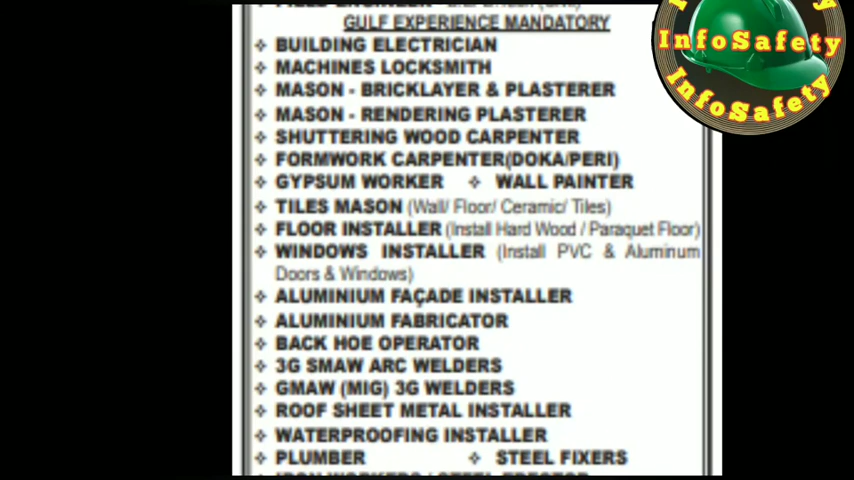 GULF EXPERIENCE MANDATORY
❖ BUILDING ELECTRICIAN
❖ MACHINES LOCKSMITH
❖ MASON - BRICKLAYER & PLASTERER
❖ MASON - RENDERING PLASTERER
❖ SHUTTERING WOOD CARPENTER
❖ FORMWORK CARPENTER(DOKA/PERI)
❖ GYPSUM WORKER ❖ WALL PAINTER
❖ TILES MASON (Wall/ Floor/ Ceramic/ Tiles)
❖ FLOOR INSTALLER (Install Hard Wood / Paraquet Floor)
❖ WINDOWS INSTALLER (Install PVC & Aluminum
Doors & Windows)
❖ ALUMINIUM FAÇADE INSTALLER
❖ ALUMINIUM FABRICATOR
❖ BACK HOE OPERATOR
❖ 3G SMAW ARC WELDERS
❖ GMAW (MIG) 3G WELDERS
❖ ROOF SHEET METAL INSTALLER
❖ WATERPROOFING INSTALLER
❖ PLUMBER ❖ STEEL FIXERS
InfoSafety
InfoSafety